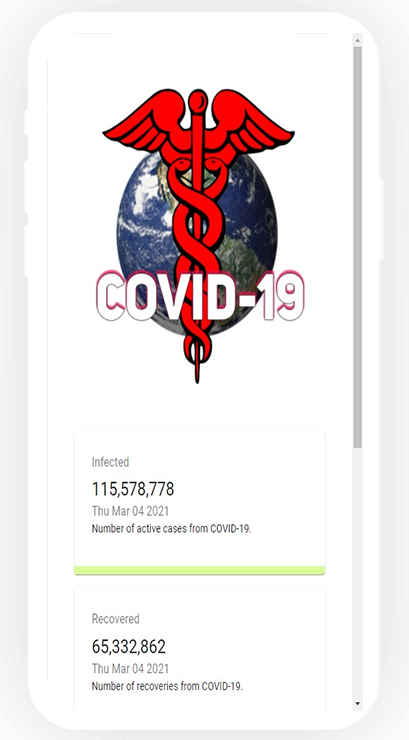 COVID-19
Infected
115,578,778
Thu Mar 04 2021
Number of active cases from COVID-19.
Recovered
65,332,862
Thu Mar 04 2021
Number of recoveries from COVID-19.